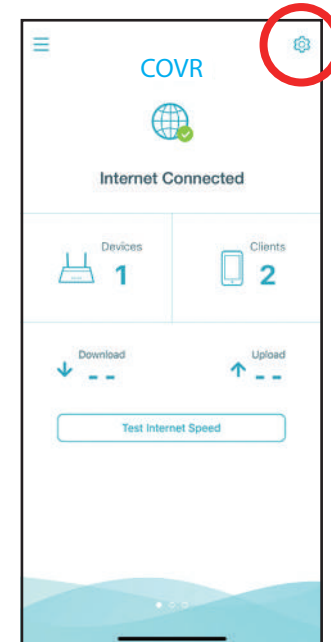 COVR
Internet Connected
Devices
1
Clients
2
Download
- -
Upload
- -
Test Internet Speed